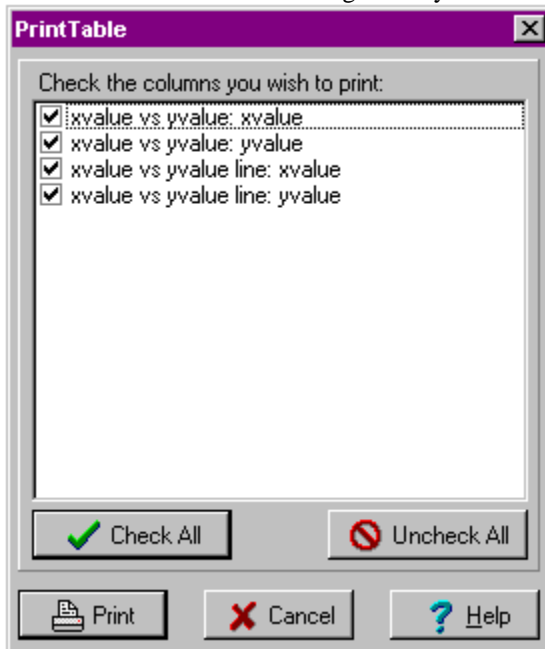 PrintTable
Check the columns you wish to print:
xvalue vs yvalue: xvalue
xvalue vs yvalue: yvalue
xvalue vs yvalue line: xvalue
xvalue vs yvalue line: yvalue
Check All
Uncheck All
Print
Cancel
Help